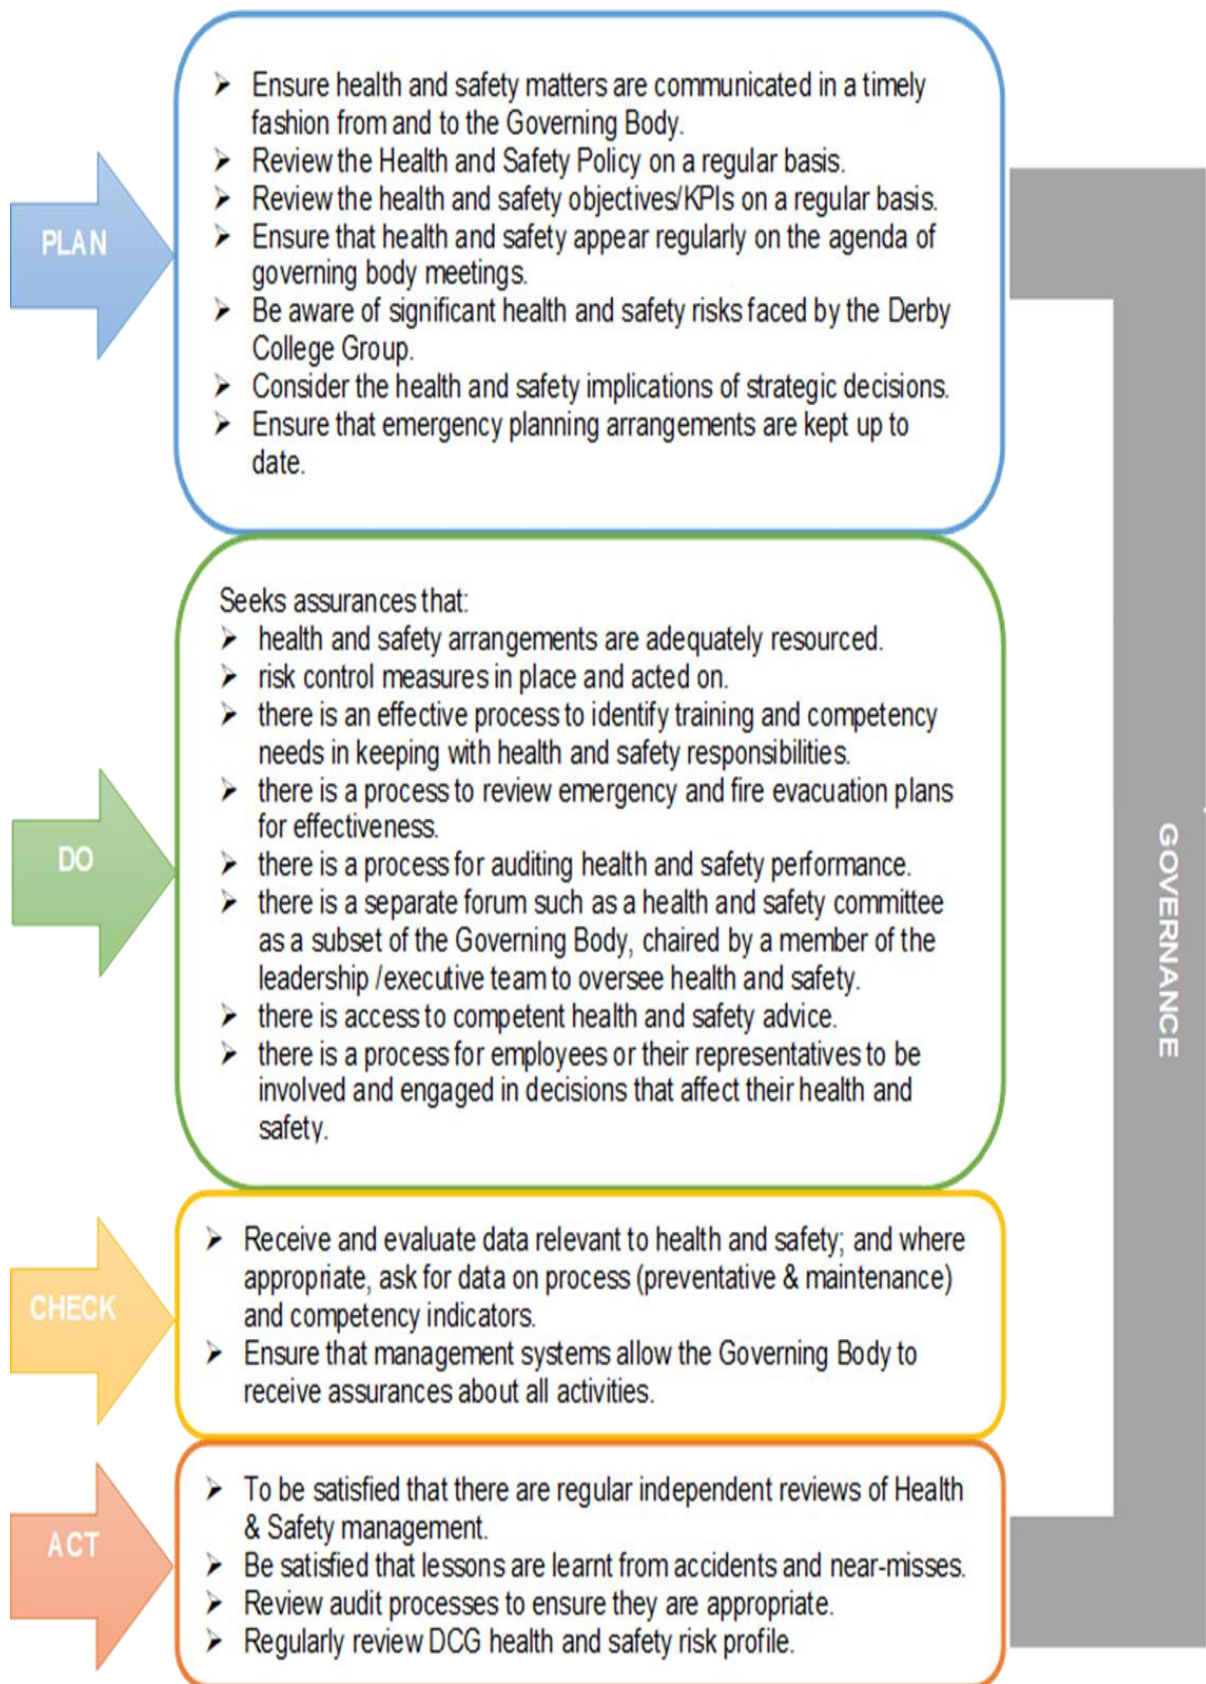 PLAN
➢ Ensure health and safety matters are communicated in a timely
fashion from and to the Governing Body.
➢ Review the Health and Safety Policy on a regular basis.
➢ Review the health and safety objectives/KPIs on a regular basis.
➢ Ensure that health and safety appear regularly on the agenda of
governing body meetings.
➢ Be aware of significant health and safety risks faced by the Derby
College Group.
➢ Consider the health and safety implications of strategic decisions.
➢ Ensure that emergency planning arrangements are kept up to
date.
DO
Seeks assurances that:
➢ health and safety arrangements are adequately resourced.
➢ risk control measures in place and acted on.
➢ there is an effective process to identify training and competency
needs in keeping with health and safety responsibilities.
➢ there is a process to review emergency and fire evacuation plans
for effectiveness.
➢ there is a process for auditing health and safety performance.
➢ there is a separate forum such as a health and safety committee
as a subset of the Governing Body, chaired by a member of the
leadership /executive team to oversee health and safety.
➢ there is access to competent health and safety advice.
➢ there is a process for employees or their representatives to be
involved and engaged in decisions that affect their health and
safety.
CHECK
➢ Receive and evaluate data relevant to health and safety; and where
appropriate, ask for data on process (preventative & maintenance)
and competency indicators.
➢ Ensure that management systems allow the Governing Body to
receive assurances about all activities.
ACT
➢ To be satisfied that there are regular independent reviews of Health
& Safety management.
➢ Be satisfied that lessons are learnt from accidents and near-misses.
➢ Review audit processes to ensure they are appropriate.
➢ Regularly review DCG health and safety risk profile.
GOVERNANCE